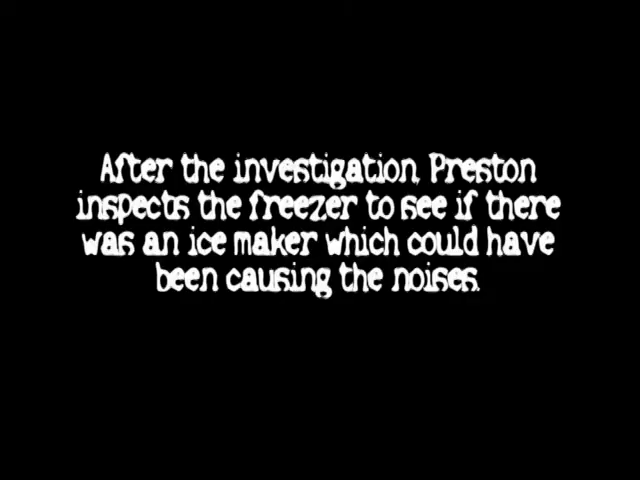 After the investigation, Preston
inspects the freezer to see if there
was an ice maker which could have
been causing the noises.